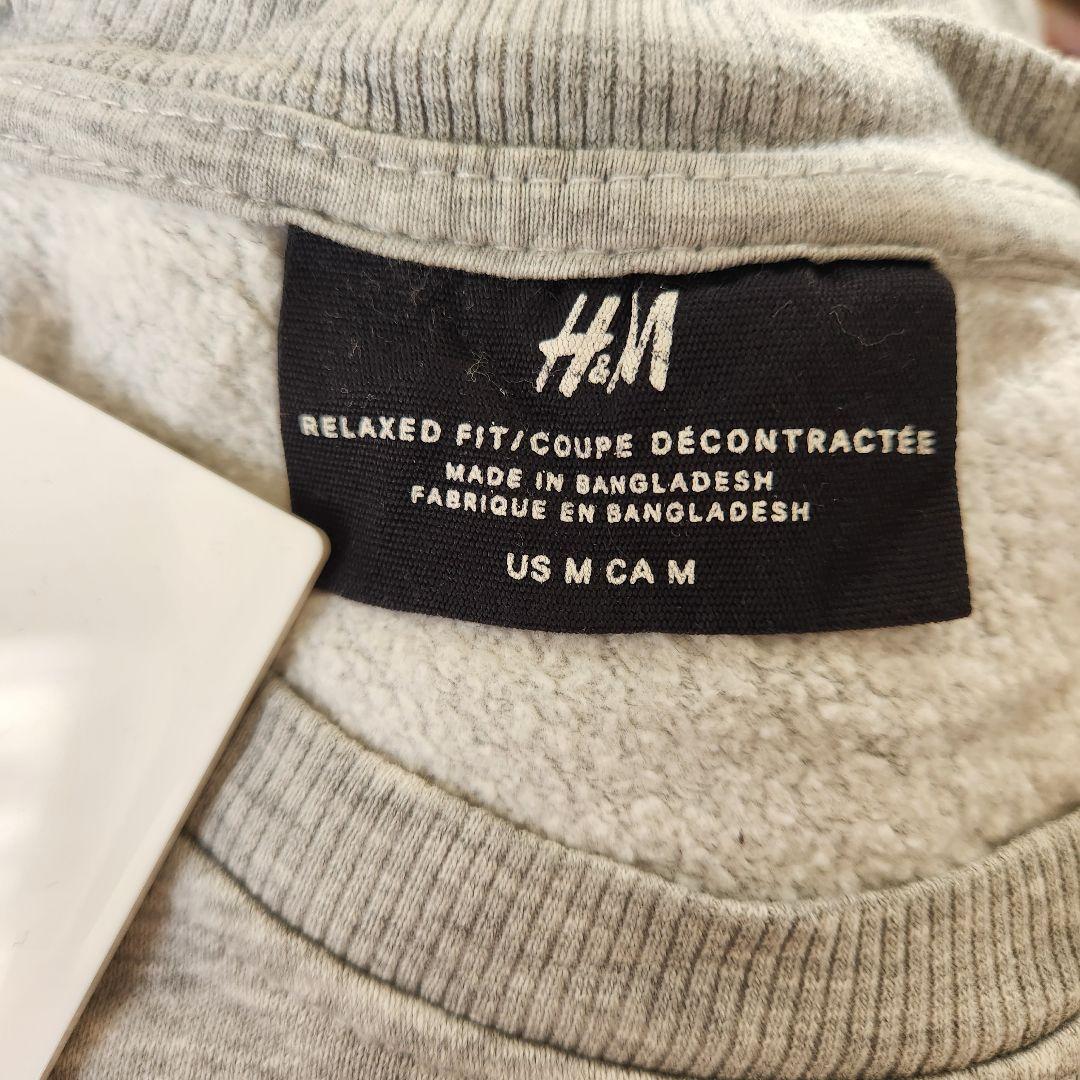 H&M
RELAXED FIT/COUPE DÉCONTRACTÉE
MADE IN BANGLADESH
FABRIQUE EN BANGLADESH
US M CA M